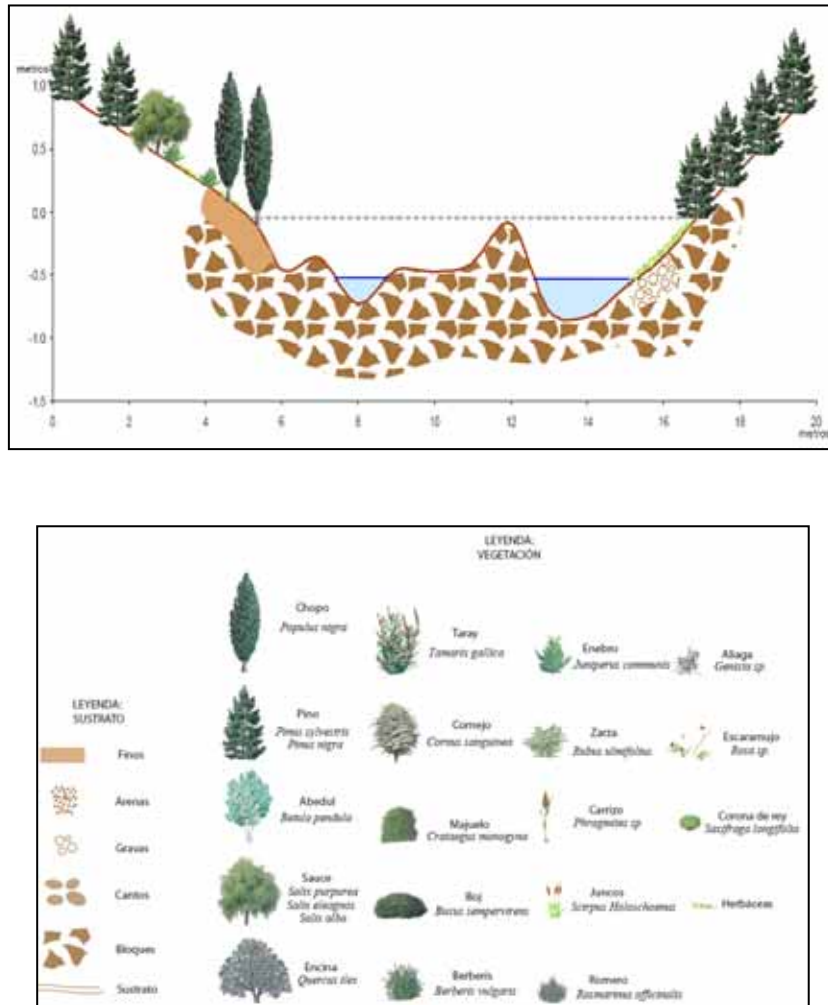 metros
1.0
0.5
0.0
-0.5
-1.0
-1.5
0 2 4 6 8 10 12 14 16 18 20
metros
LEYENDA:
VEGETACIÓN
Chopo
Populus nigra
Taray
Tamarix gallica
Enebro
Juniperus communis
Aliaga
Genista sp
LEYENDA:
SUSTRATO
Finos
Arenas
Gravas
Cantos
Bloques
Sustrato
Pino
Pinus sylvestris
Pinus nigra
Cornejo
Cornus sanguinea
Zarza
Rubus ulmifolius
Escaramujo
Rosa sp.
Abedul
Betula pendula
Majuelo
Crataegus monogyna
Carrizo
Phragmites sp
Corona de rey
Saxifraga longifolia
Sauce
Salix purpurea
Salix eleagnos
Salix alba
Boj
Buxus sempervirens
Juncos
Scirpus Holoschoenus
Herbáceas
Encina
Quercus ilex
Berberis
Berberis vulgaris
Romero
Rosmarinus officinalis